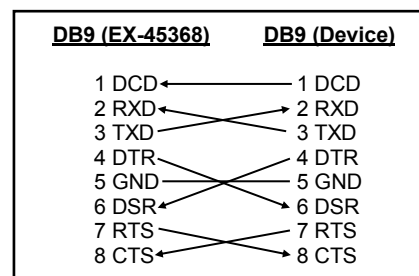 DB9 (EX-45368) DB9 (Device)
1 DCD 1 DCD
2 RXD 2 RXD
3 TXD 3 TXD
4 DTR 4 DTR
5 GND 5 GND
6 DSR 6 DSR
7 RTS 7 RTS
8 CTS 8 CTS